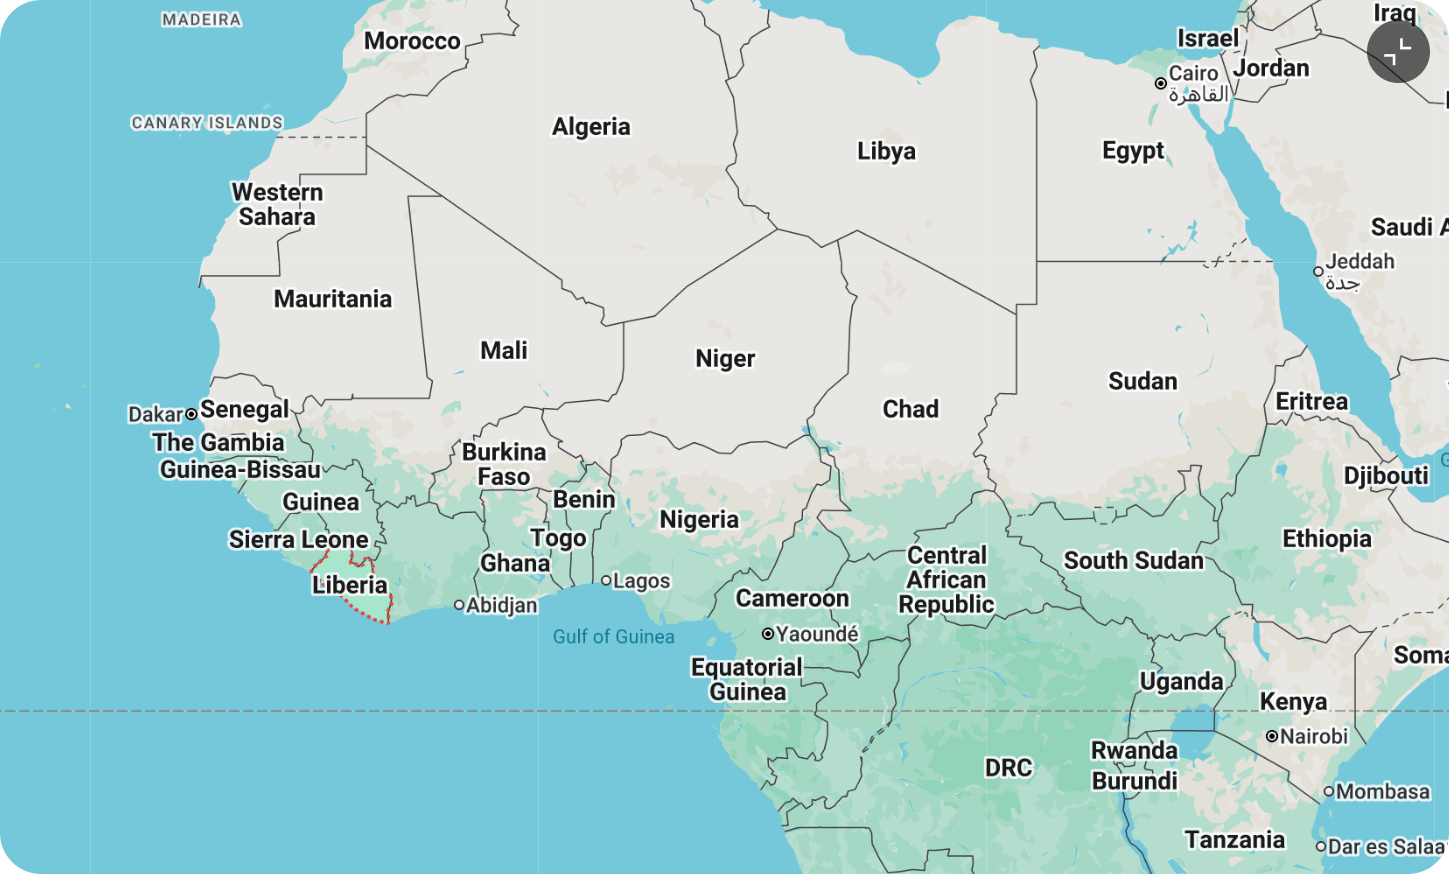 MADEIRA
Morocco
Iraq
Israel
Jordan
Cairo
القاهرة
CANARY ISLANDS
Algeria
Libya
Egypt
Western
Sahara
Saudi A
Jeddah
جدة
Mauritania
Mali
Niger
Sudan
Chad
Eritrea
Dakar
Senegal
The Gambia
Guinea-Bissau
Burkina
Faso
Djibouti
Guinea
Benin
Nigeria
Sierra Leone
Togo
Ethiopia
Ghana
Central
African
Republic
South Sudan
Liberia
Lagos
Abidjan
Cameroon
Gulf of Guinea
Yaoundé
Equatorial
Guinea
Soma
Uganda
Kenya
Nairobi
Rwanda
DRC
Burundi
Mombasa
Tanzania
Dar es Salaa